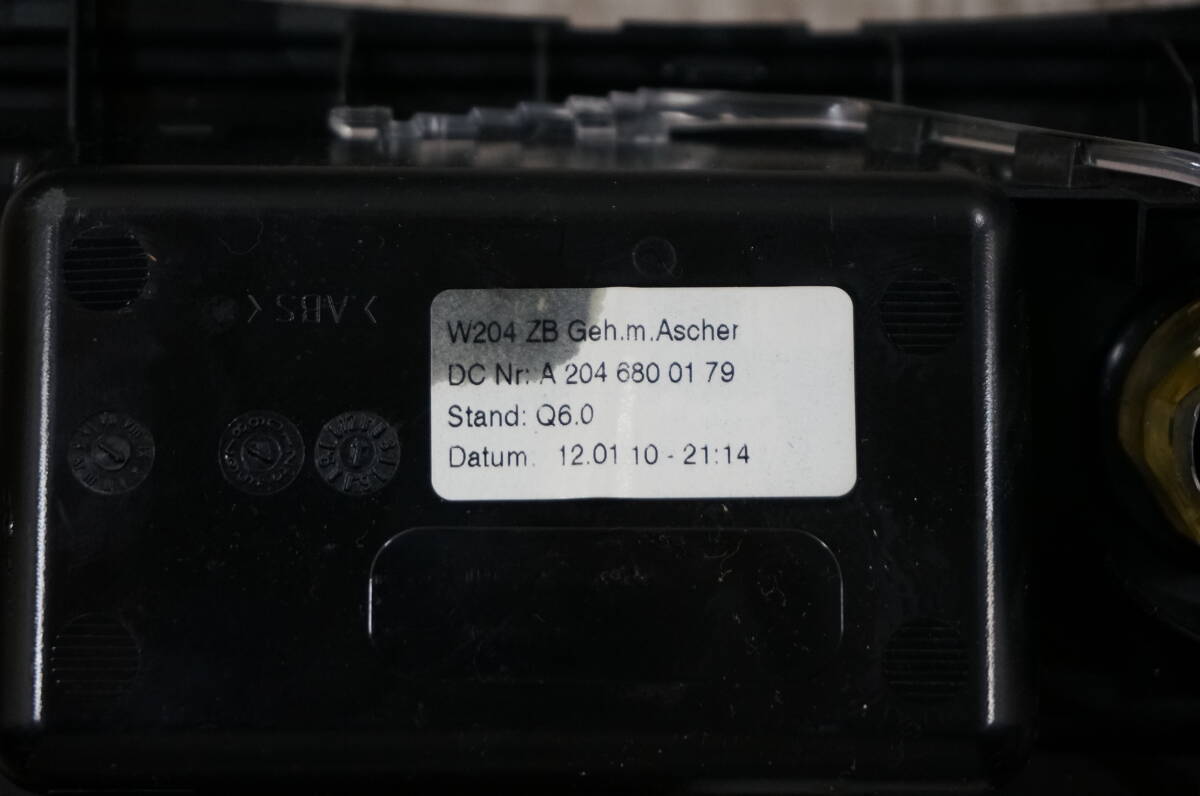 >ABS<
W204 ZB Geh.m.Ascher
DC Nr: A 204 680 01 79
Stand: Q6.0
Datum: 12.01 10 - 21:14